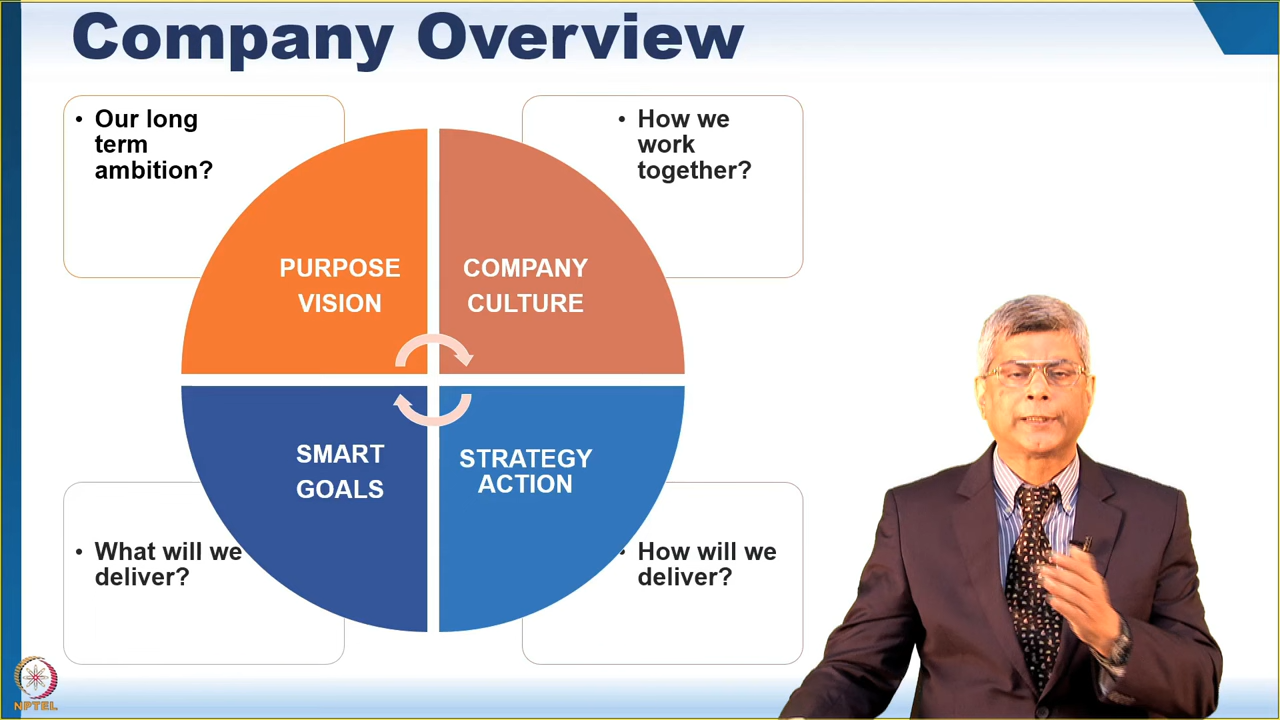 Company Overview
• Our long
term
ambition?
• How we
work
together?
PURPOSE
VISION
COMPANY
CULTURE
SMART
GOALS
STRATEGY
ACTION
• What will we
deliver?
• How will we
deliver?
NPTEL